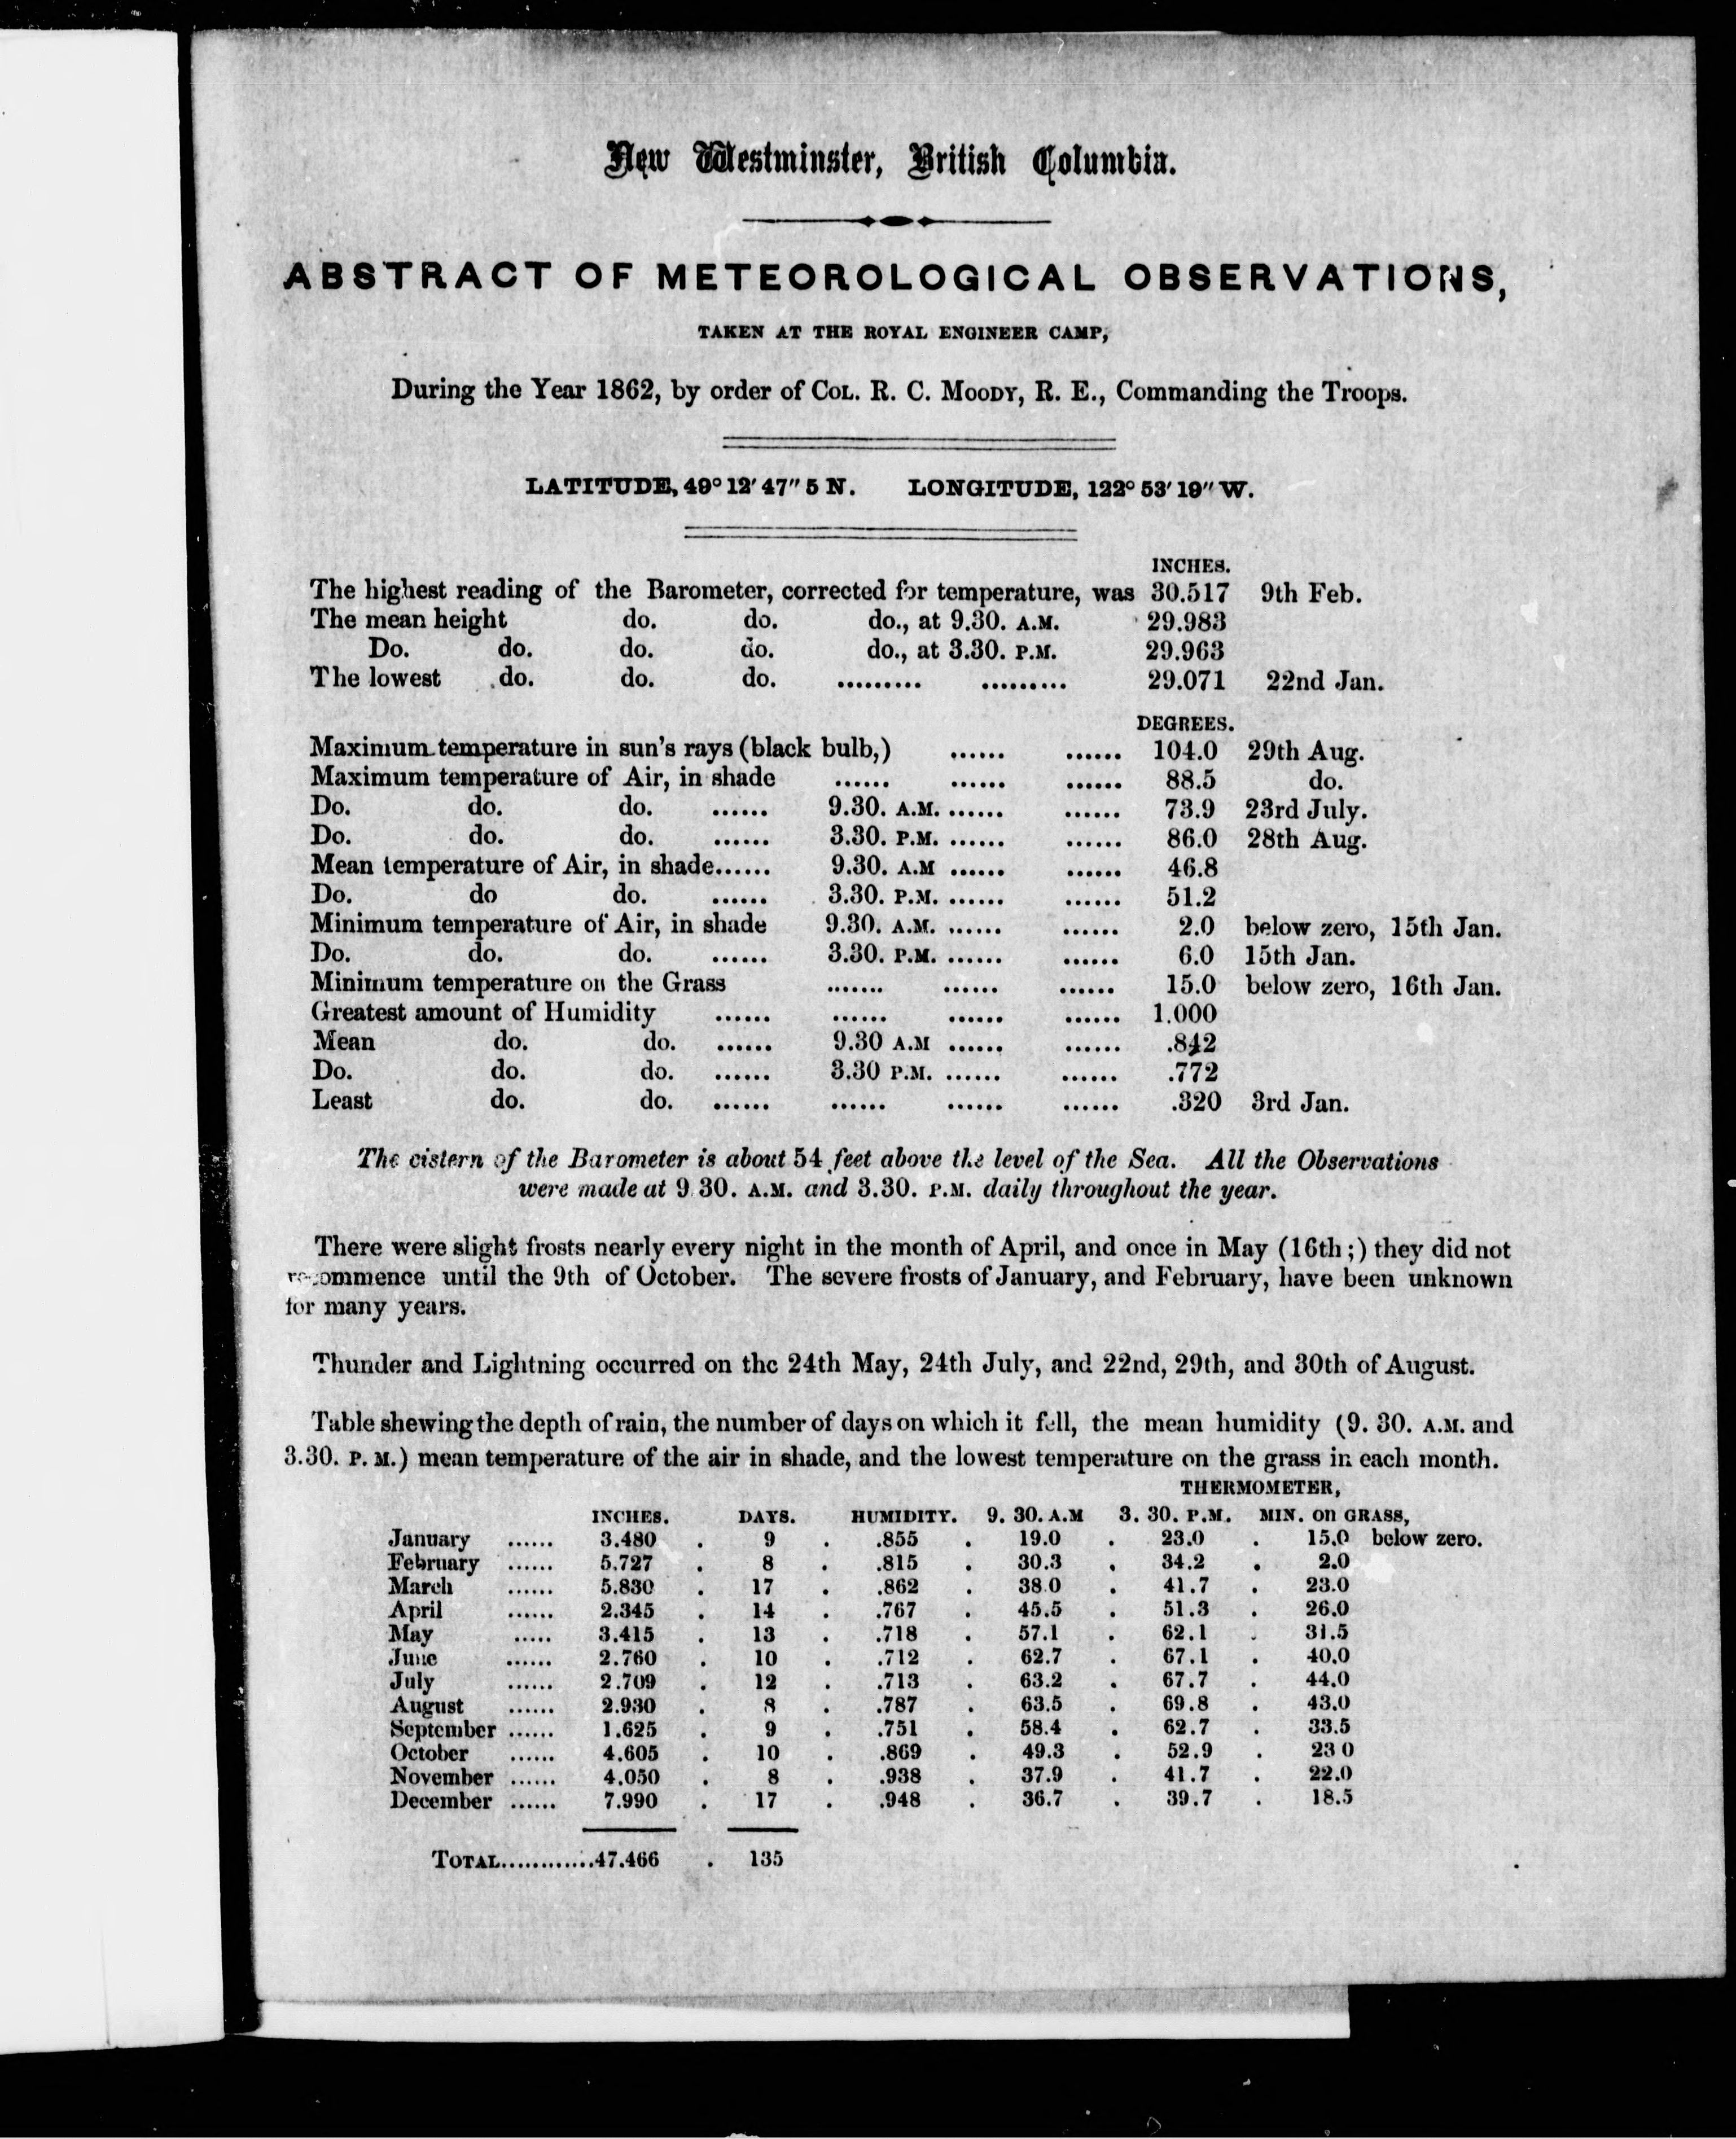 New Westminster, British Columbia.
ABSTRACT OF METEOROLOGICAL OBSERVATIONS,
TAKEN AT THE ROYAL ENGINEER CAMP,
During the Year 1862, by order of COL. R. C. MOODY, R. E., Commanding the Troops.
LATITUDE, 49° 12′ 47″ 5 N. LONGITUDE, 122° 53′ 19″ W.
INCHES.
The highest reading of the Barometer, corrected for temperature, was 30.517 9th Feb.
The mean height do. do. do., at 9.30. A.M. 29.983
Do. do. do. do. do., at 3.30. P.M. 29.963
The lowest do. do. do. ......... ......... 29.071 22nd Jan.
DEGREES.
Maximum temperature in sun's rays (black bulb,) ...... ...... 104.0 29th Aug.
Maximum temperature of Air, in shade ...... ...... ...... 88.5 do.
Do. do. do. ...... 9.30. A.M. ...... ...... 73.9 23rd July.
Do. do. do. ...... 3.30. P.M. ...... ...... 86.0 28th Aug.
Mean temperature of Air, in shade...... 9.30. A.M ...... ...... 46.8
Do. do do. ...... 3.30. P.M. ...... ...... 51.2
Minimum temperature of Air, in shade 9.30. A.M. ...... ...... 2.0 below zero, 15th Jan.
Do. do. do. ...... 3.30. P.M. ...... ...... 6.0 15th Jan.
Minimum temperature on the Grass ....... ...... ...... 15.0 below zero, 16th Jan.
Greatest amount of Humidity ...... ...... ...... ...... 1.000
Mean do. do. ...... 9.30 A.M ...... ...... .842
Do. do. do. ...... 3.30 P.M. ...... ...... .772
Least do. do. ...... ...... ...... ...... .320 3rd Jan.
The cistern of the Barometer is about 54 feet above the level of the Sea. All the Observations
were made at 9 30. A.M. and 3.30. P.M. daily throughout the year.
There were slight frosts nearly every night in the month of April, and once in May (16th;) they did not
recommence until the 9th of October. The severe frosts of January, and February, have been unknown
for many years.
Thunder and Lightning occurred on the 24th May, 24th July, and 22nd, 29th, and 30th of August.
Table shewing the depth of rain, the number of days on which it fell, the mean humidity (9. 30. A.M. and
3.30. P. M.) mean temperature of the air in shade, and the lowest temperature on the grass in each month.
THERMOMETER,
INCHES. DAYS. HUMIDITY. 9. 30. A.M 3. 30. P.M. MIN. on GRASS,
January ...... 3.480 . 9 . .855 . 19.0 . 23.0 . 15.0 below zero.
February ...... 5.727 . 8 . .815 . 30.3 . 34.2 . 2.0
March ...... 5.830 . 17 . .862 . 38.0 . 41.7 . 23.0
April ...... 2.345 . 14 . .767 . 45.5 . 51.3 . 26.0
May ..... 3.415 . 13 . .718 . 57.1 . 62.1 . 31.5
June ...... 2.760 . 10 . .712 . 62.7 . 67.1 . 40.0
July ...... 2.709 . 12 . .713 . 63.2 . 67.7 . 44.0
August ...... 2.930 . 8 . .787 . 63.5 . 69.8 . 43.0
September ...... 1.625 . 9 . .751 . 58.4 . 62.7 . 33.5
October ...... 4.605 . 10 . .869 . 49.3 . 52.9 . 23 0
November ...... 4.050 . 8 . .938 . 37.9 . 41.7 . 22.0
December ...... 7.990 . 17 . .948 . 36.7 . 39.7 . 18.5
TOTAL............47.466 . 135